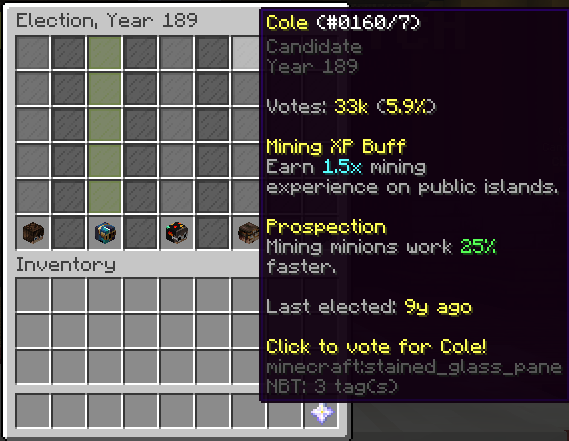 Election, Year 189
Cole (#0160/7)
Candidate
Year 189
Votes: 33k (5.9%)
Mining XP Buff
Earn 1.5x mining
experience on public islands.
Prospection
Mining minions work 25%
faster.
Last elected: 9y ago
Click to vote for Cole!
minecraft:stained_glass_pane
NBT: 3 tag(s)
Inventory